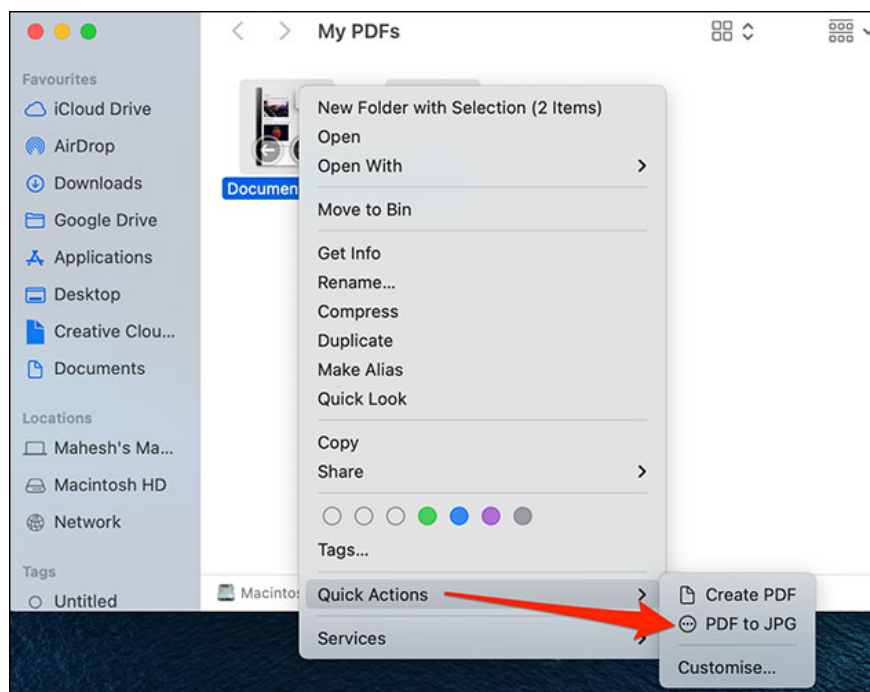 My PDFs
Favourites
iCloud Drive
AirDrop
Downloads
Google Drive
Applications
Desktop
Creative Clou...
Documents
Locations
Mahesh's Ma...
Macintosh HD
Network
Tags
Untitled
Documen
New Folder with Selection (2 Items)
Open
Open With
Move to Bin
Get Info
Rename...
Compress
Duplicate
Make Alias
Quick Look
Copy
Share
Tags...
Quick Actions
Services
Macintos
Create PDF
PDF to JPG
Customise...